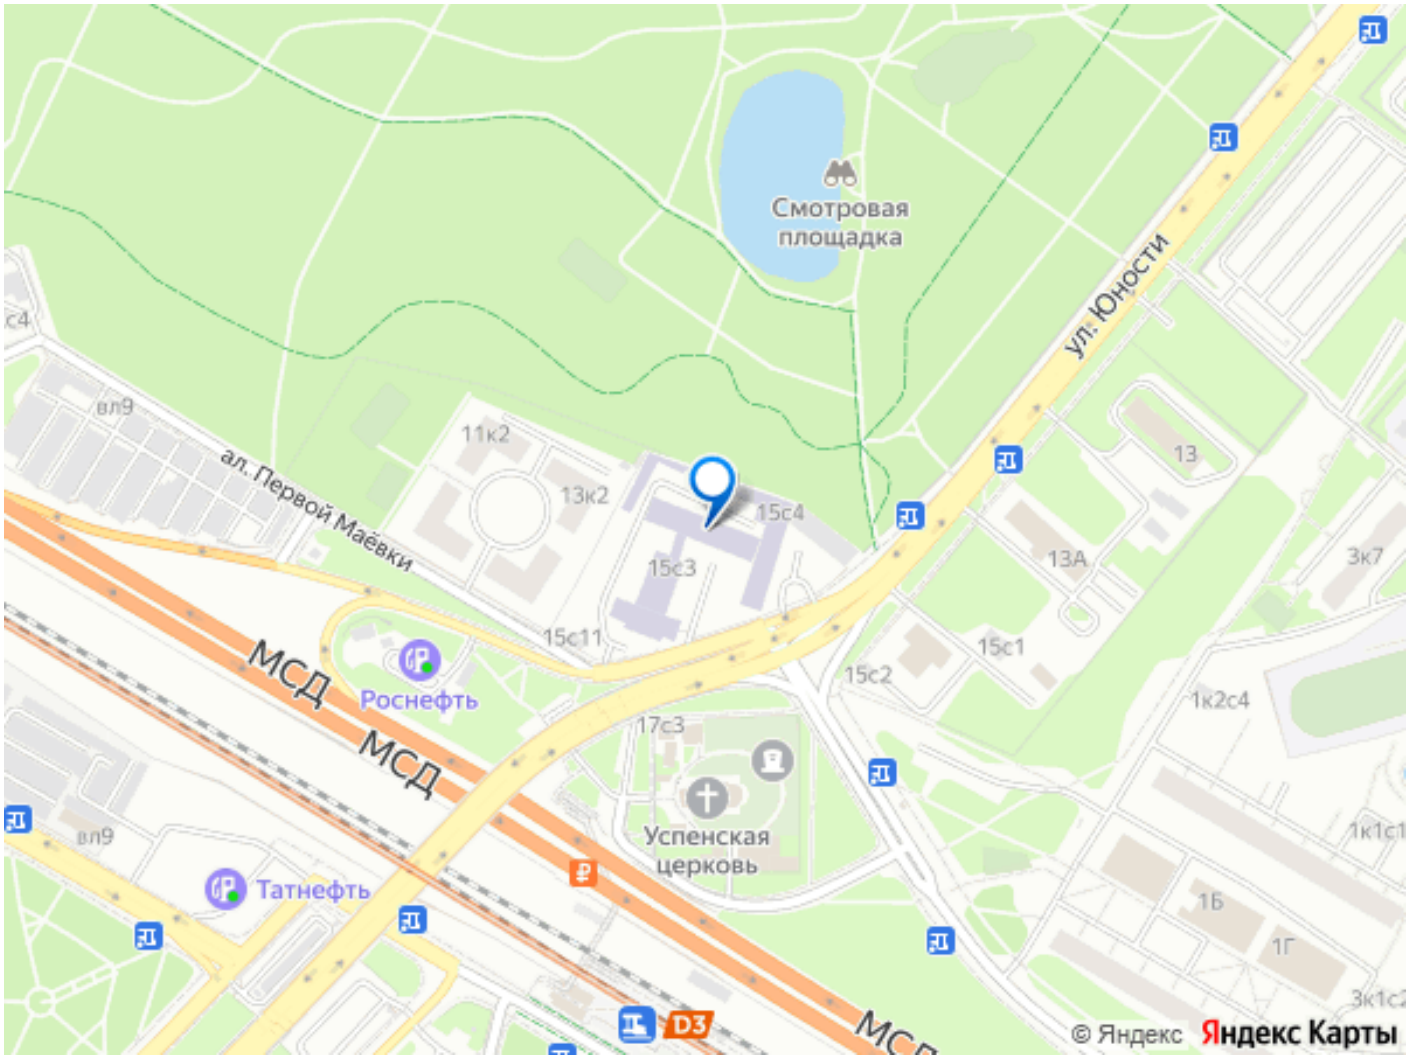 Смотровая
площадка
ул. Юности
с4
вл9
ал. Первой Маёвки
11к2
13к2
15с4
15с3
15с11
13
13А
3к7
15с1
15с2
1к2с4
МСД
Роснефть
МСД
17с3
Успенская
церковь
вл9
Татнефть
₽
1к1с1
1Б
1Г
3к1с2
D3
МСД
© Яндекс Яндекс Карты